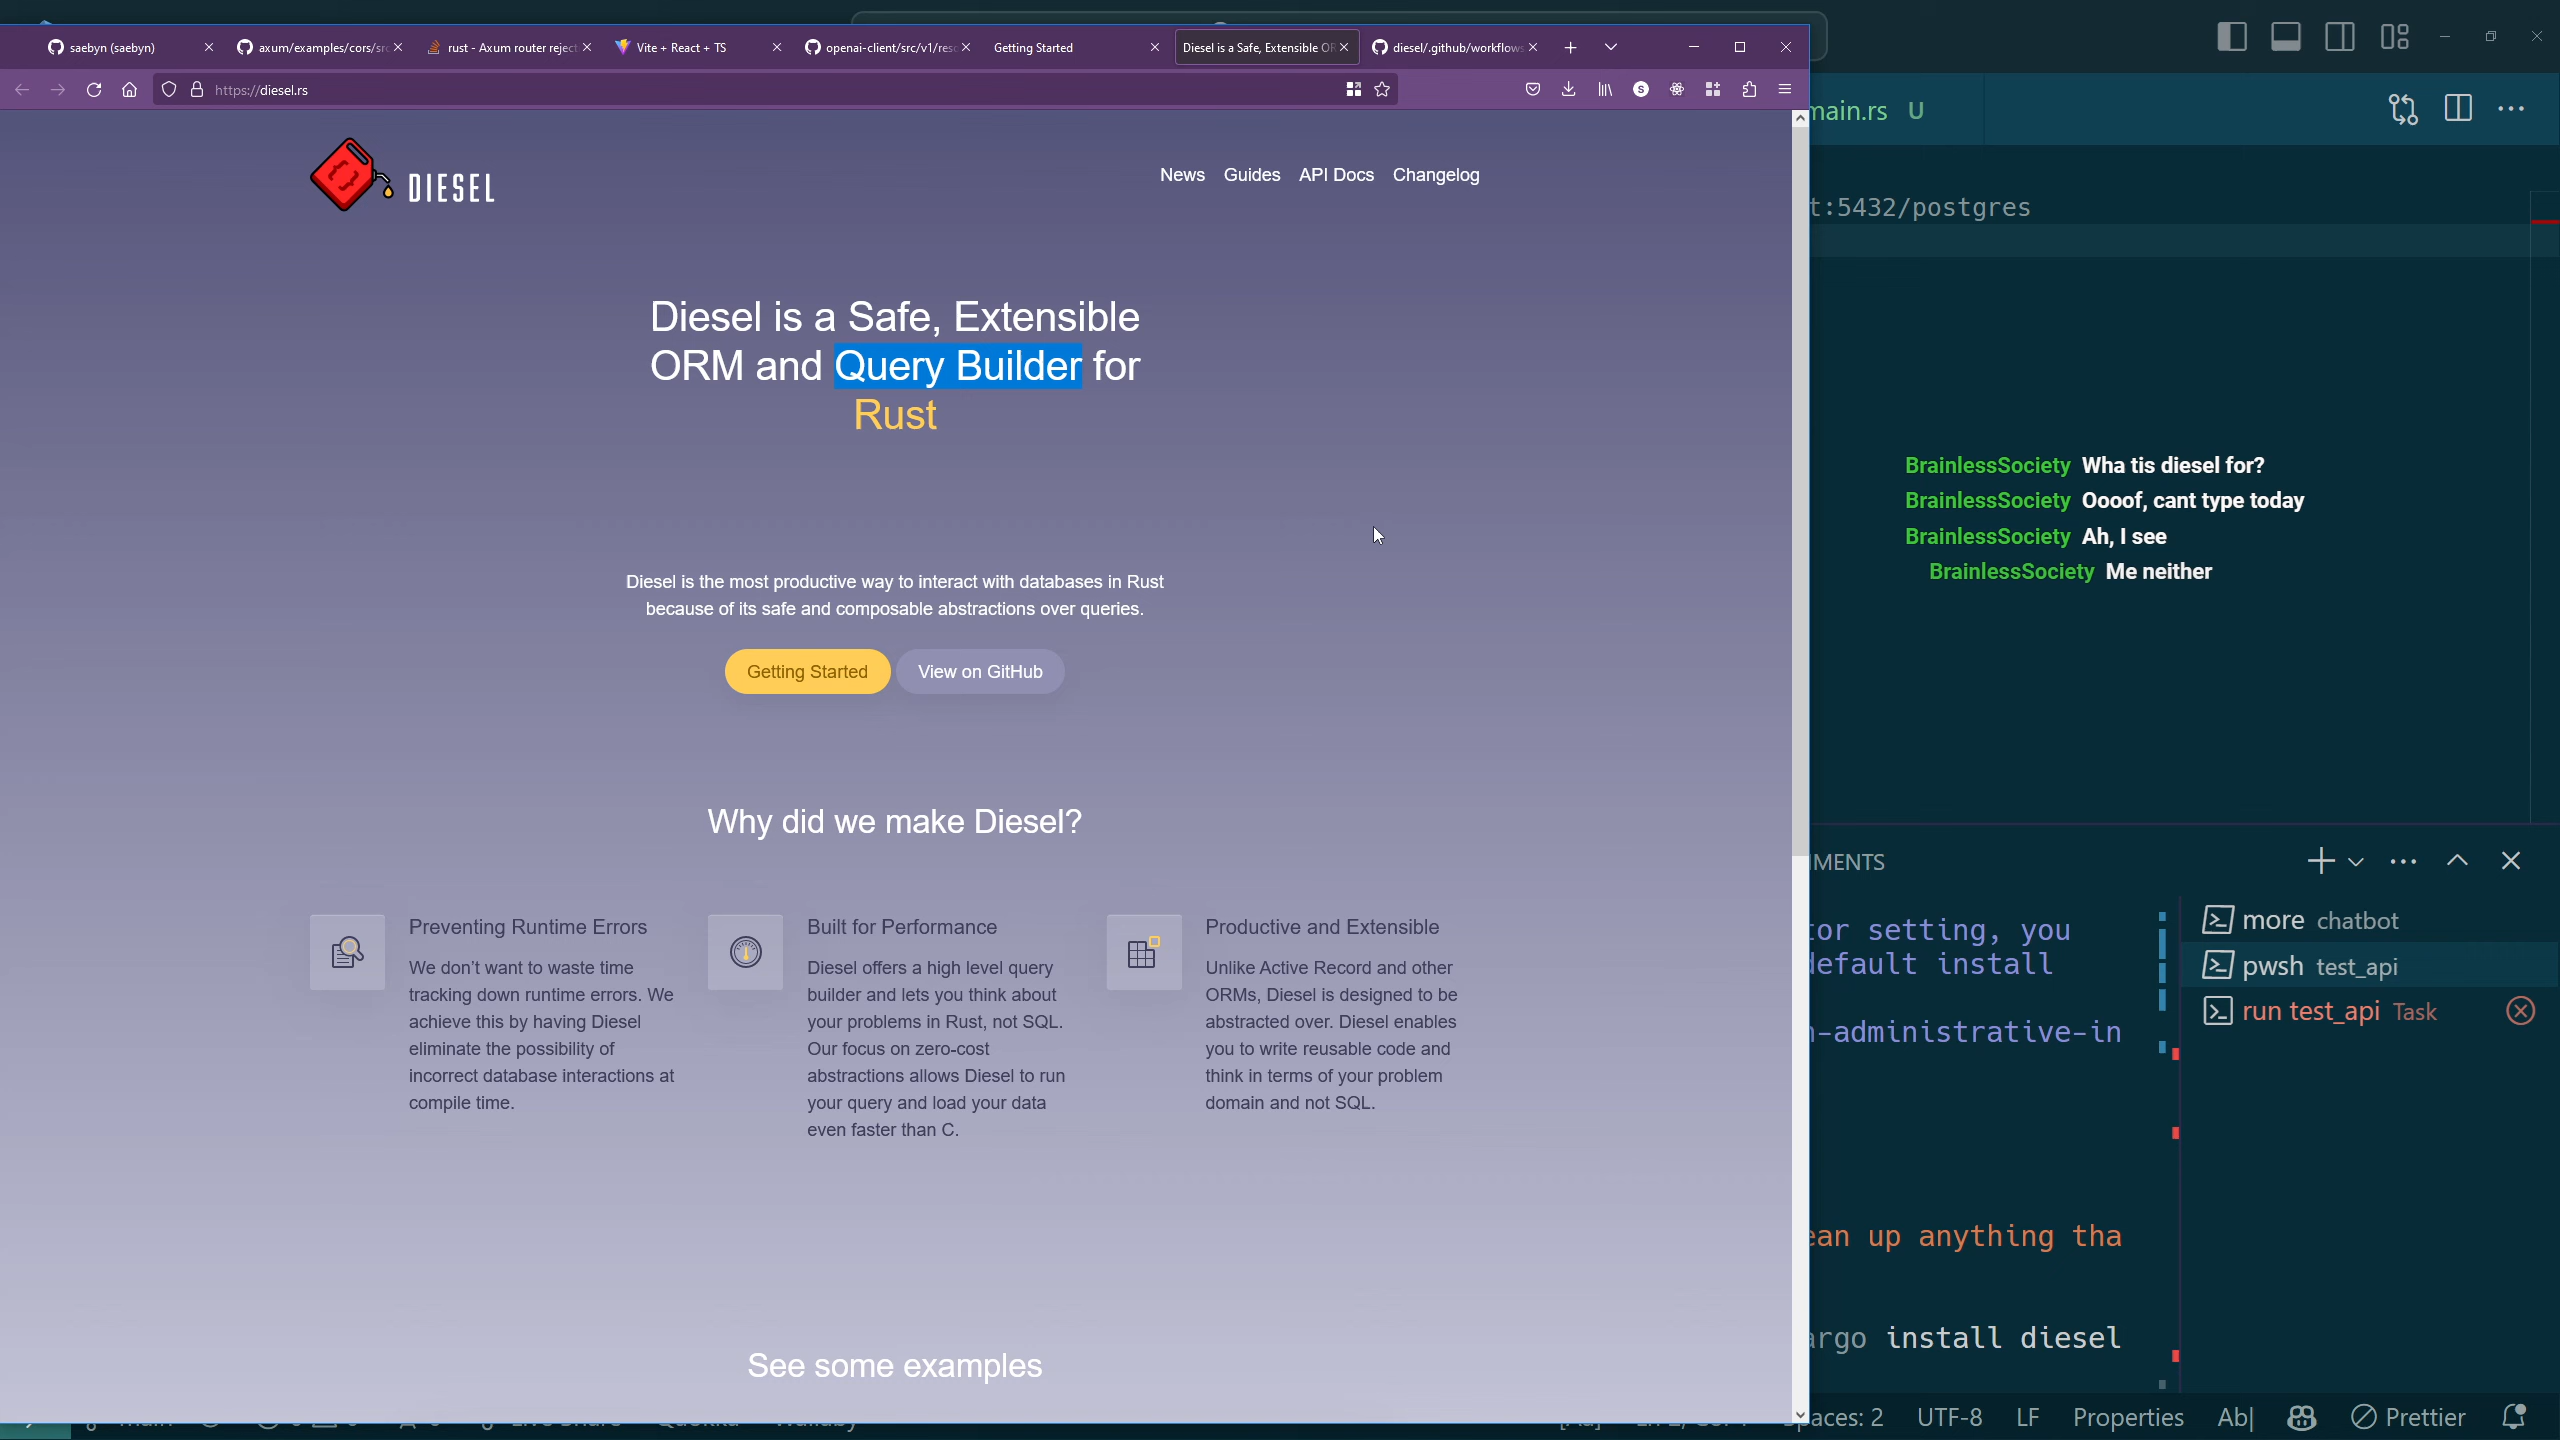 saebyn (saebyn)
axum/examples/cors/src
rust - Axum router reject
Vite + React + TS
openai-client/src/v1/resc
Getting Started
Diesel is a Safe, Extensible OR
diesel/.github/workflows
https://diesel.rs
DIESEL
News Guides API Docs Changelog
Diesel is a Safe, Extensible
ORM and Query Builder for
Rust
Diesel is the most productive way to interact with databases in Rust
because of its safe and composable abstractions over queries.
Getting Started
View on GitHub
Why did we make Diesel?
Preventing Runtime Errors
We don’t want to waste time
tracking down runtime errors. We
achieve this by having Diesel
eliminate the possibility of
incorrect database interactions at
compile time.
Built for Performance
Diesel offers a high level query
builder and lets you think about
your problems in Rust, not SQL.
Our focus on zero-cost
abstractions allows Diesel to run
your query and load your data
even faster than C.
Productive and Extensible
Unlike Active Record and other
ORMs, Diesel is designed to be
abstracted over. Diesel enables
you to write reusable code and
think in terms of your problem
domain and not SQL.
See some examples
main.rs U
t:5432/postgres
BrainlessSociety Wha tis diesel for?
BrainlessSociety Oooof, cant type today
BrainlessSociety Ah, I see
BrainlessSociety Me neither
MENTS
tor setting, you
default install
n-administrative-in
ean up anything tha
argo install diesel
more chatbot
pwsh test_api
run test_api Task
paces: 2 UTF-8 LF Properties Ab| Prettier